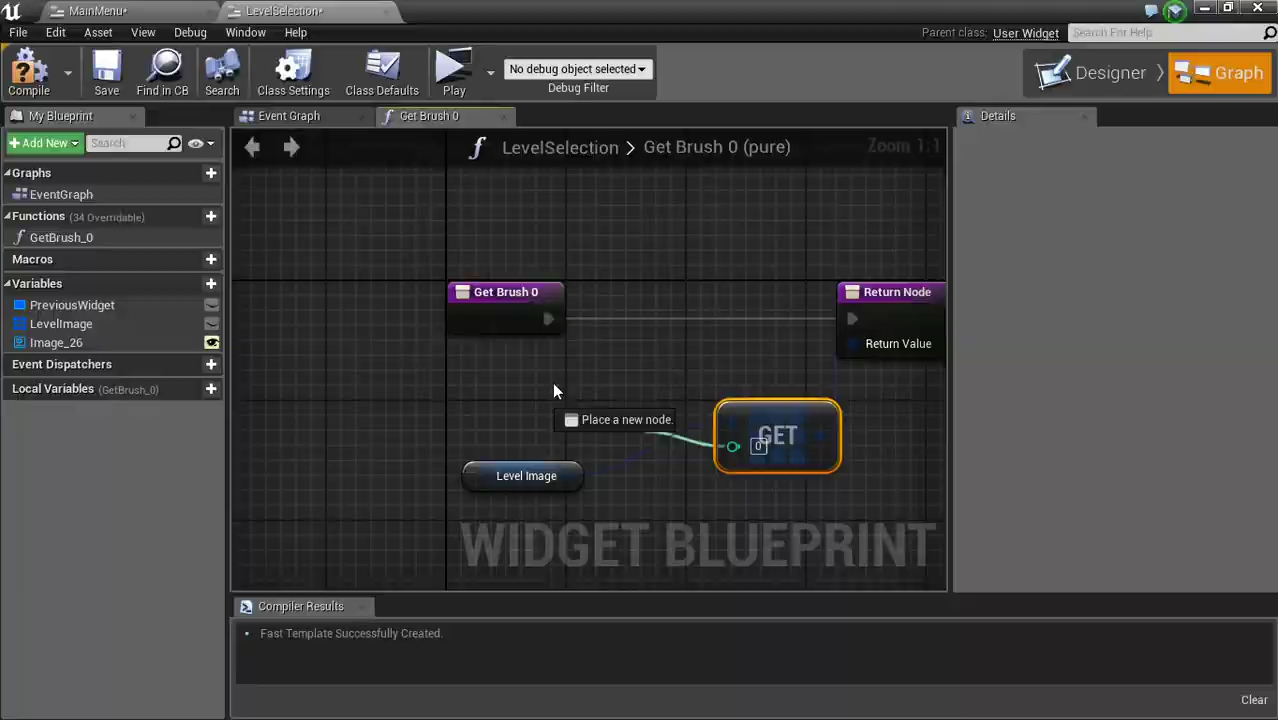 MainMenu*
LevelSelection*
File Edit Asset View Debug Window Help
Parent class: User Widget
Search For Help
Compile
Save
Find in CB
Search
Class Settings
Class Defaults
Play
No debug object selected
Debug Filter
Designer
Graph
My Blueprint
Event Graph
Get Brush 0
Details
Add New
Search
LevelSelection > Get Brush 0 (pure)
Zoom 1:1
Graphs
EventGraph
Functions (34 Overridable)
GetBrush_0
Macros
Variables
PreviousWidget
LevelImage
Image_26
Event Dispatchers
Local Variables (GetBrush_0)
Get Brush 0
Return Node
Return Value
Place a new node.
GET
0
Level Image
WIDGET BLUEPRINT
Compiler Results
Fast Template Successfully Created.
Clear